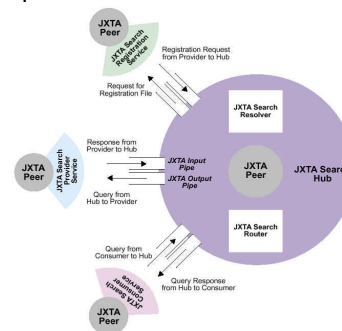 JXTA
Peer
JXTA Search
Registration
Service
Registration Request
from Provider to Hub
Request for
Registration File
JXTA Search
Resolver
Response from
Provider to Hub
JXTA Input
Pipe
JXTA Output
Pipe
Query from
Hub to Provider
JXTA
Peer
JXTA Search
Provider
Service
JXTA
Peer
JXTA Search
Hub
JXTA Search
Router
Query from
Consumer to Hub
Query Response
from Hub to Consumer
JXTA Search
Consumer
Service
JXTA
Peer